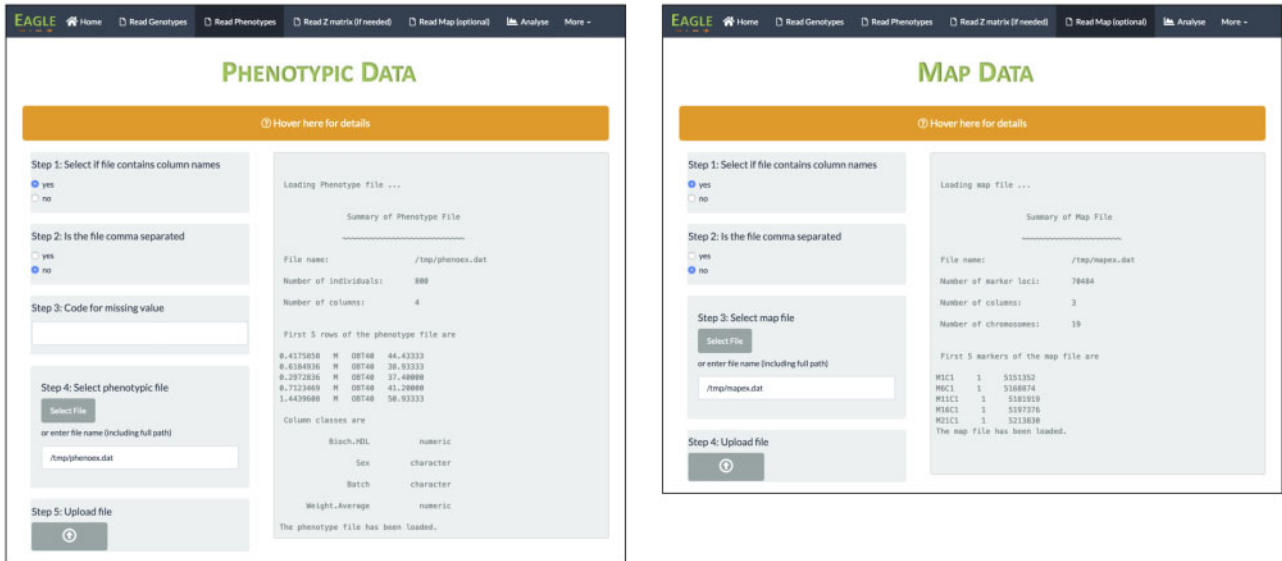 EAGLE Home Read Genotypes Read Phenotypes Read Z matrix (if needed) Read Map (optional) Analyse More
PHENOTYPIC DATA
Hover here for details
Step 1: Select if file contains column names
yes
no
Step 2: Is the file comma separated
yes
no
Step 3: Code for missing value
Step 4: Select phenotypic file
Select File
or enter file name (including full path)
/tmp/phenoex.dat
Step 5: Upload file
Loading Phenotype file ...
Summary of Phenotype File
~~~~~~~~~~~~~~~~~~~~~~~~~~~~
File name: /tmp/phenoex.dat
Number of individuals: 800
Number of columns: 4
First 5 rows of the phenotype file are
0.4175050 M OBT40 44.43333
0.6184936 M OBT40 38.93333
0.2972836 M OBT40 37.40000
0.7123469 M OBT40 41.20000
1.4439600 M OBT40 50.93333
Column classes are
Bioch.HDL numeric
Sex character
Batch character
Weight.Average numeric
The phenotype file has been loaded.
EAGLE Home Read Genotypes Read Phenotypes Read Z matrix (if needed) Read Map (optional) Analyse More
MAP DATA
Hover here for details
Step 1: Select if file contains column names
yes
no
Step 2: Is the file comma separated
yes
no
Step 3: Select map file
Select File
or enter file name (including full path)
/tmp/mapex.dat
Step 4: Upload file
Loading map file ...
Summary of Map File
~~~~~~~~~~~~~~~~~~~~~~~
File name: /tmp/mapex.dat
Number of marker loci: 70484
Number of columns: 3
Number of chromosomes: 19
First 5 markers of the map file are
M1C1 1 5151352
M6C1 1 5168874
M11C1 1 5181919
M16C1 1 5197376
M21C1 1 5213830
The map file has been loaded.